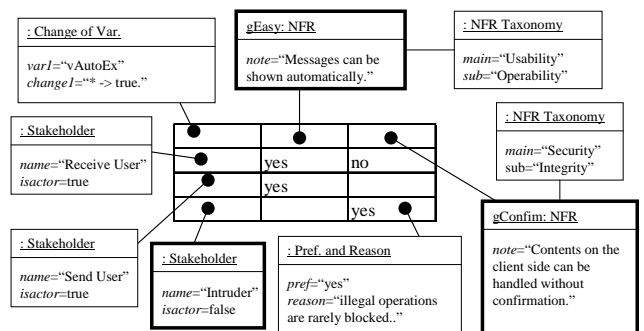 : Change of Var.
var1="vAutoEx"
change1="* -> true."
gEasy: NFR
note="Messages can be
shown automatically."
: NFR Taxonomy
main="Usability"
sub="Operability"
: NFR Taxonomy
main="Security"
sub="Integrity"
: Stakeholder
name="Receive User"
isactor=true
yes no
yes
yes
: Stakeholder
name="Send User"
isactor=true
: Stakeholder
name="Intruder"
isactor=false
: Pref. and Reason
pref="yes"
reason="illegal operations
are rarely blocked.."
gConfim: NFR
note="Contents on the
client side can be
handled without
confirmation."